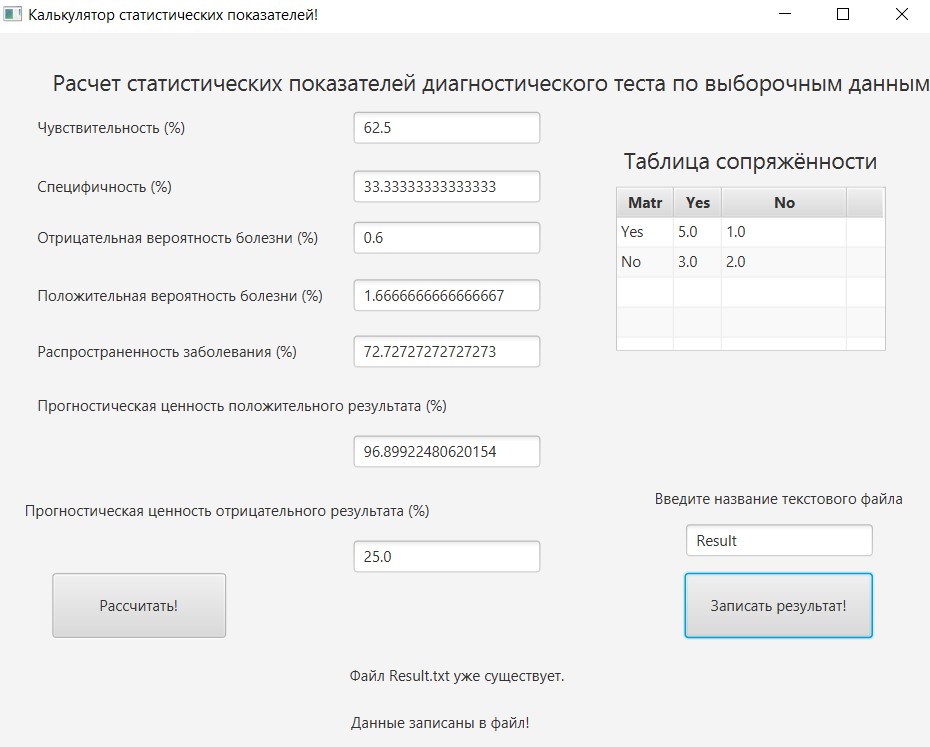 Калькулятор статистических показателей!
Расчет статистических показателей диагностического теста по выборочным данным
Чувствительность (%)
62.5
Специфичность (%)
33.33333333333333
Отрицательная вероятность болезни (%)
0.6
Положительная вероятность болезни (%)
1.6666666666666667
Распространенность заболевания (%)
72.72727272727273
Прогностическая ценность положительного результата (%)
96.89922480620154
Прогностическая ценность отрицательного результата (%)
25.0
Рассчитать!
Таблица сопряжённости
Matr Yes No
Yes 5.0 1.0
No 3.0 2.0
Введите название текстового файла
Result
Записать результат!
Файл Result.txt уже существует.
Данные записаны в файл!